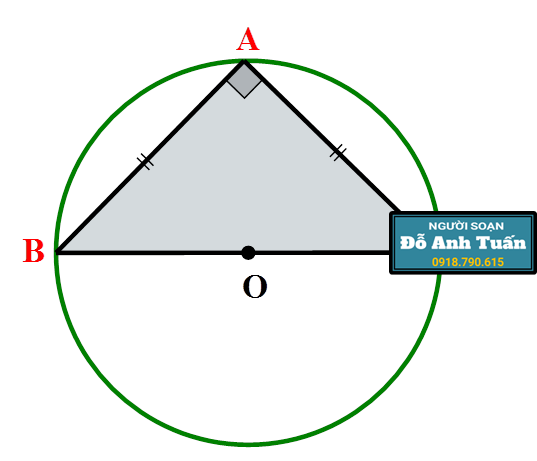 A
B
O
NGƯỜI SOẠN
Đỗ Anh Tuấn
0918.790.615